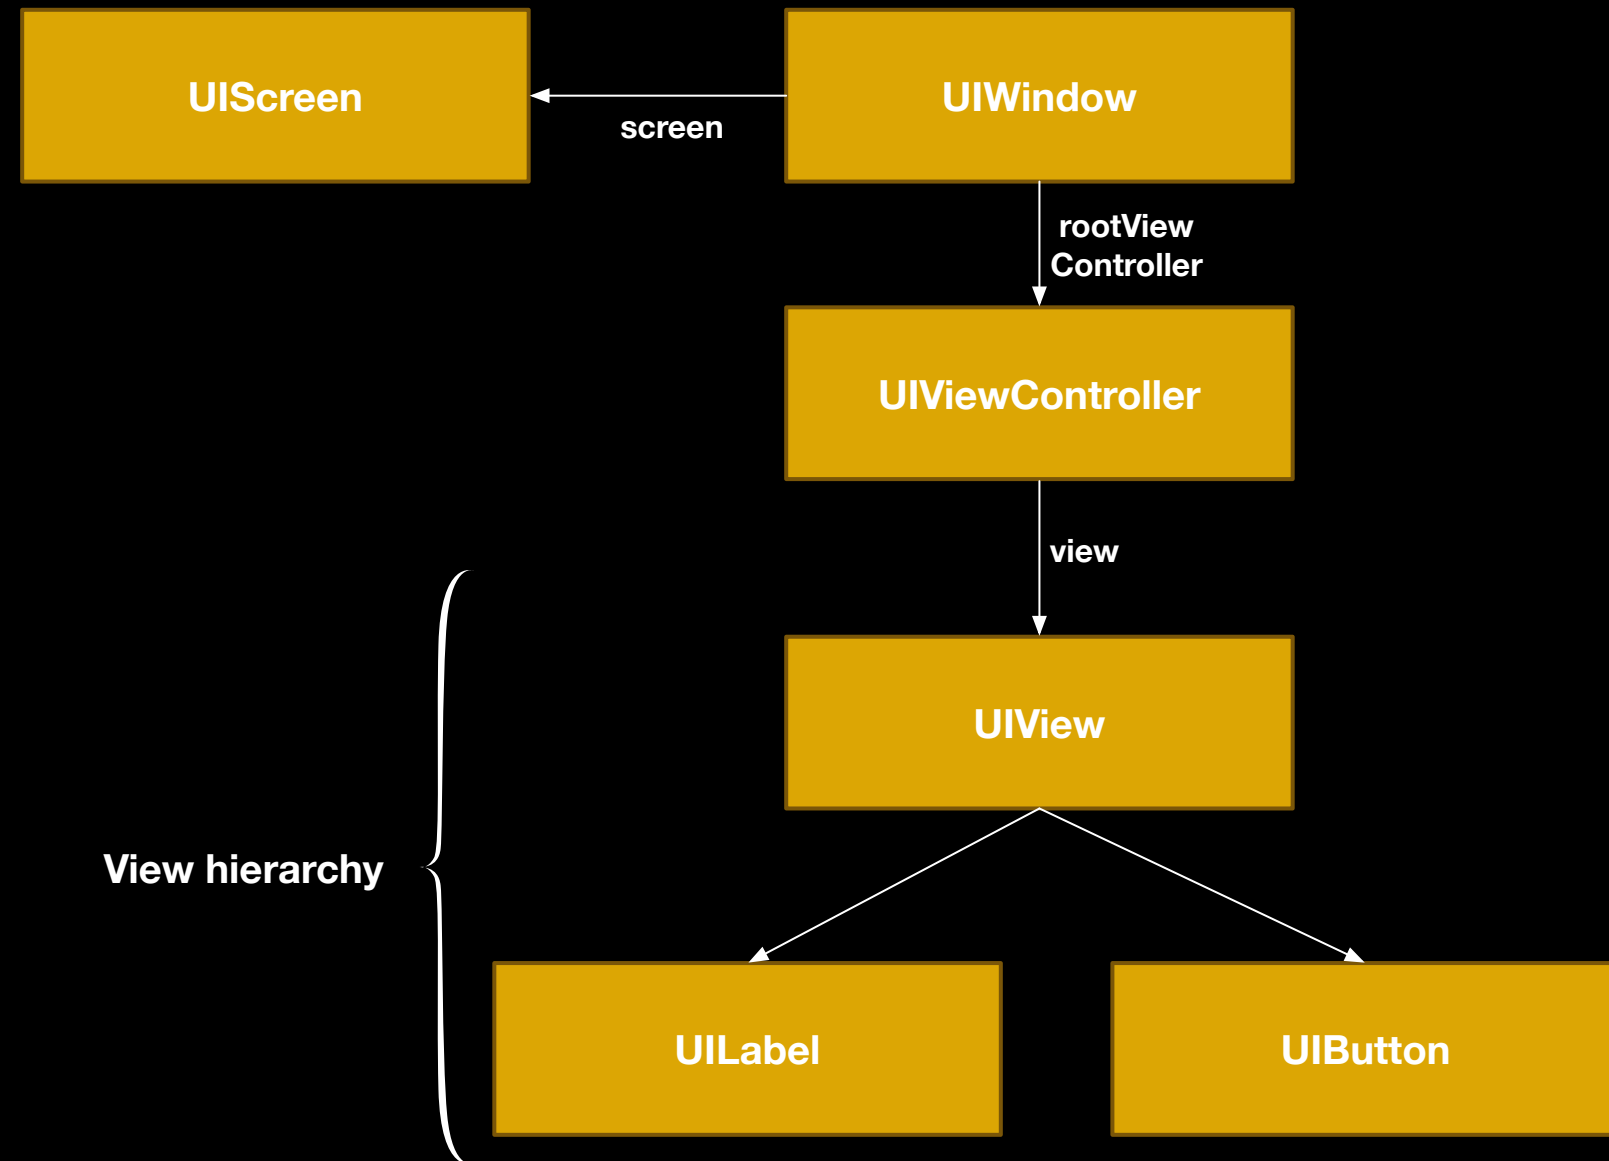 UIScreen
UIWindow
screen
rootView
Controller
UIViewController
view
UIView
View hierarchy
UILabel
UIButton